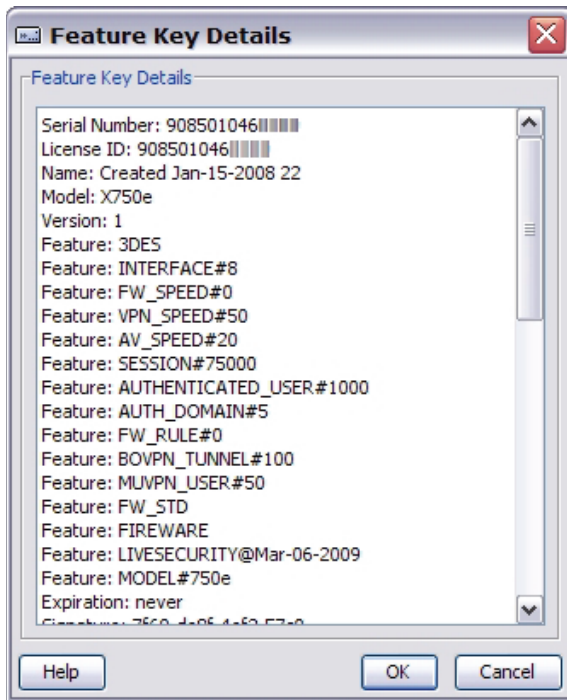 Feature Key Details
Feature Key Details
Serial Number: 908501046
License ID: 908501046
Name: Created Jan-15-2008 22
Model: X750e
Version: 1
Feature: 3DES
Feature: INTERFACE#8
Feature: FW_SPEED#0
Feature: VPN_SPEED#50
Feature: AV_SPEED#20
Feature: SESSION#75000
Feature: AUTHENTICATED_USER#1000
Feature: AUTH_DOMAIN#5
Feature: FW_RULE#0
Feature: BOVPN_TUNNEL#100
Feature: MUVPN_USER#50
Feature: FW_STD
Feature: FIREWARE
Feature: LIVESECURITY@Mar-06-2009
Feature: MODEL#750e
Expiration: never
Signature:
Help
OK
Cancel